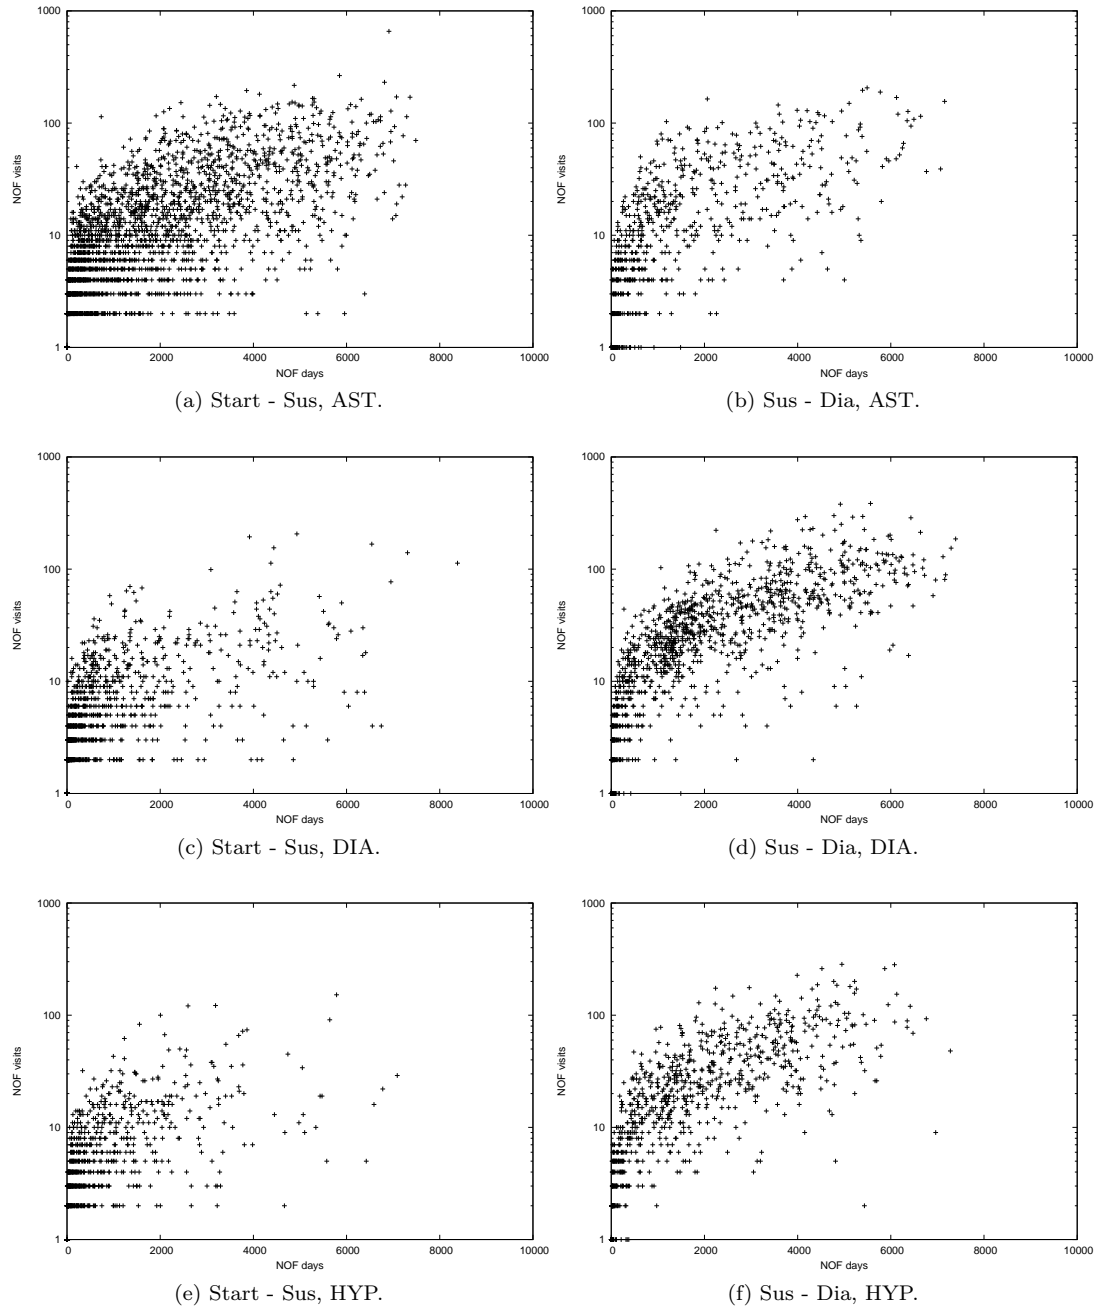 1000
100
10
1
0 2000 4000 6000 8000 10000
NOF visits
NOF days
(a) Start - Sus, AST.
1000
100
10
1
0 2000 4000 6000 8000 10000
NOF visits
NOF days
(b) Sus - Dia, AST.
1000
100
10
1
0 2000 4000 6000 8000 10000
NOF visits
NOF days
(c) Start - Sus, DIA.
1000
100
10
1
0 2000 4000 6000 8000 10000
NOF visits
NOF days
(d) Sus - Dia, DIA.
1000
100
10
1
0 2000 4000 6000 8000 10000
NOF visits
NOF days
(e) Start - Sus, HYP.
1000
100
10
1
0 2000 4000 6000 8000 10000
NOF visits
NOF days
(f) Sus - Dia, HYP.